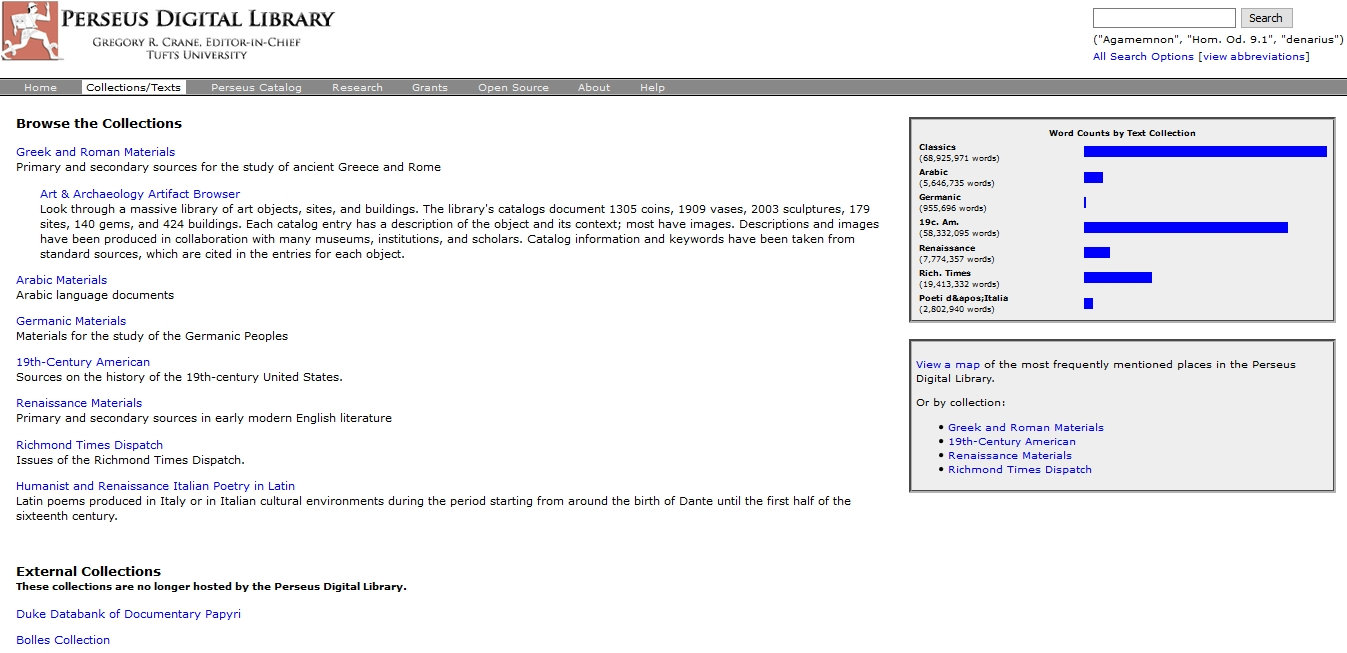 PERSEUS DIGITAL LIBRARY
GREGORY R. CRANE, EDITOR-IN-CHIEF
TUFTS UNIVERSITY
Search
("Agamemnon", "Hom. Od. 9.1", "denarius")
All Search Options [view abbreviations]
Home Collections/Texts Perseus Catalog Research Grants Open Source About Help
Browse the Collections
Greek and Roman Materials
Primary and secondary sources for the study of ancient Greece and Rome
Art & Archaeology Artifact Browser
Look through a massive library of art objects, sites, and buildings. The library's catalogs document 1305 coins, 1909 vases, 2003 sculptures, 179
sites, 140 gems, and 424 buildings. Each catalog entry has a description of the object and its context; most have images. Descriptions and images
have been produced in collaboration with many museums, institutions, and scholars. Catalog information and keywords have been taken from
standard sources, which are cited in the entries for each object.
Arabic Materials
Arabic language documents
Germanic Materials
Materials for the study of the Germanic Peoples
19th-Century American
Sources on the history of the 19th-century United States.
Renaissance Materials
Primary and secondary sources in early modern English literature
Richmond Times Dispatch
Issues of the Richmond Times Dispatch.
Humanist and Renaissance Italian Poetry in Latin
Latin poems produced in Italy or in Italian cultural environments during the period starting from around the birth of Dante until the first half of the
sixteenth century.
External Collections
These collections are no longer hosted by the Perseus Digital Library.
Duke Databank of Documentary Papyri
Bolles Collection
Word Counts by Text Collection
Classics
(68,925,971 words)
Arabic
(5,646,735 words)
Germanic
(955,696 words)
19c. Am.
(58,332,095 words)
Renaissance
(7,774,357 words)
Rich. Times
(19,413,332 words)
Poeti d&apos;Italia
(2,802,940 words)
View a map of the most frequently mentioned places in the Perseus
Digital Library.
Or by collection:
• Greek and Roman Materials
• 19th-Century American
• Renaissance Materials
• Richmond Times Dispatch